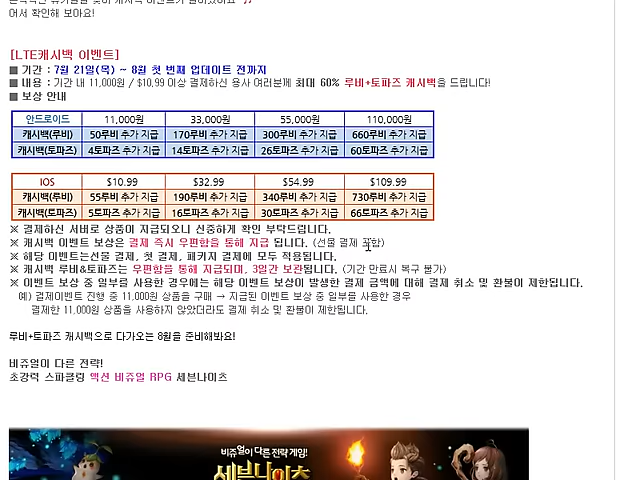 어서 확인해 보아요!
[LTE캐시백 이벤트]
■ 기간 : 7월 21일(목) ~ 8월 첫 번째 업데이트 전까지
■ 내용 : 기간 내 11,000원 / $10.99 이상 결제하신 용사 여러분께 최대 60% 루비+토파즈 캐시백을 드립니다!
■ 보상 안내
안드로이드 11,000원 33,000원 55,000원 110,000원
캐시백(루비) 50루비 추가 지급 170루비 추가 지급 300루비 추가 지급 660루비 추가 지급
캐시백(토파즈) 4토파즈 추가 지급 14토파즈 추가 지급 26토파즈 추가 지급 60토파즈 추가 지급
IOS $10.99 $32.99 $54.99 $109.99
캐시백(루비) 55루비 추가 지급 190루비 추가 지급 340루비 추가 지급 730루비 추가 지급
캐시백(토파즈) 5토파즈 추가 지급 16토파즈 추가 지급 30토파즈 추가 지급 66토파즈 추가 지급
※ 결제하신 서버로 상품이 지급되오니 신중하게 확인 부탁드립니다.
※ 캐시백 이벤트 보상은 결제 즉시 우편함을 통해 지급 됩니다. (선물 결제 포함)
※ 해당 이벤트는선물 결제, 첫 결제, 패키지 결제에 모두 적용됩니다.
※ 캐시백 루비&토파즈는 우편함을 통해 지급되며, 3일간 보관됩니다. (기간 만료시 복구 불가)
※ 이벤트 보상 중 일부를 사용한 경우에는 해당 이벤트 보상이 발생한 결제 금액에 대해 결제 취소 및 환불이 제한됩니다.
예) 결제이벤트 진행 중 11,000원 상품을 구매 → 지급된 이벤트 보상 중 일부를 사용한 경우
결제한 11,000원 상품을 사용하지 않았더라도 결제 취소 및 환불이 제한됩니다.
루비+토파즈 캐시백으로 다가오는 8월을 준비해봐요!
비쥬얼이 다른 전략!
초강력 스파클링 액션 비쥬얼 RPG 세븐나이츠
비쥬얼이 다른 전략 게임!
세븐나이츠